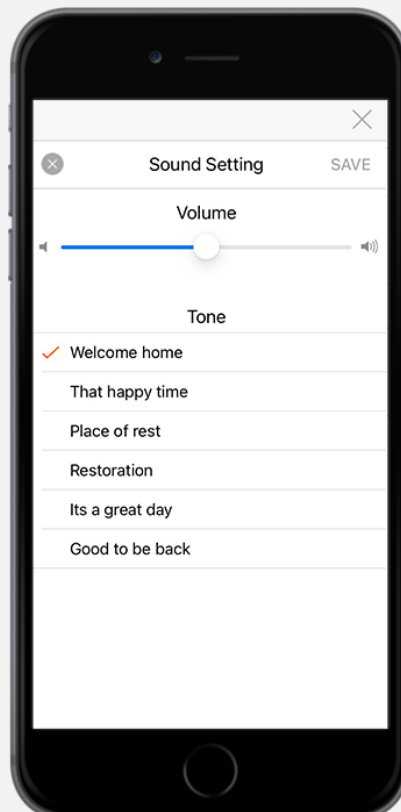 Sound Setting SAVE
Volume
Tone
Welcome home
That happy time
Place of rest
Restoration
Its a great day
Good to be back